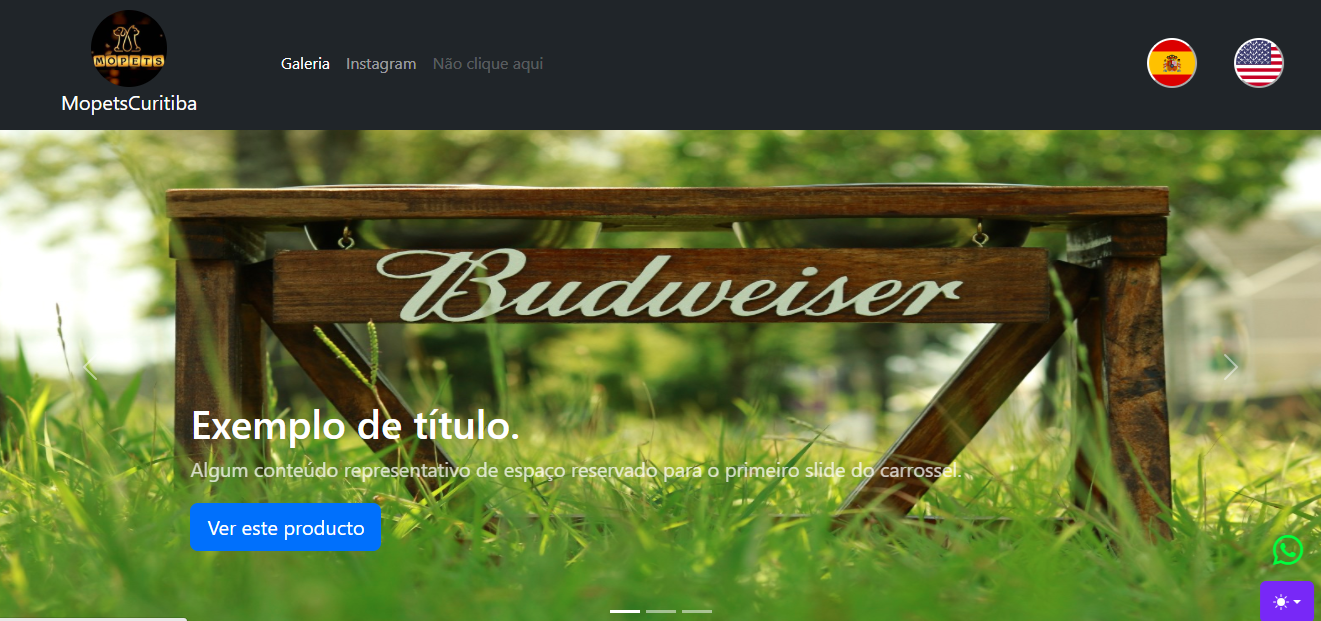 MOPETS
MopetsCuritiba
Galeria
Instagram
Não clique aqui
Budweiser
Exemplo de título.
Algum conteúdo representativo de espaço reservado para o primeiro slide do carrossel.
Ver este producto